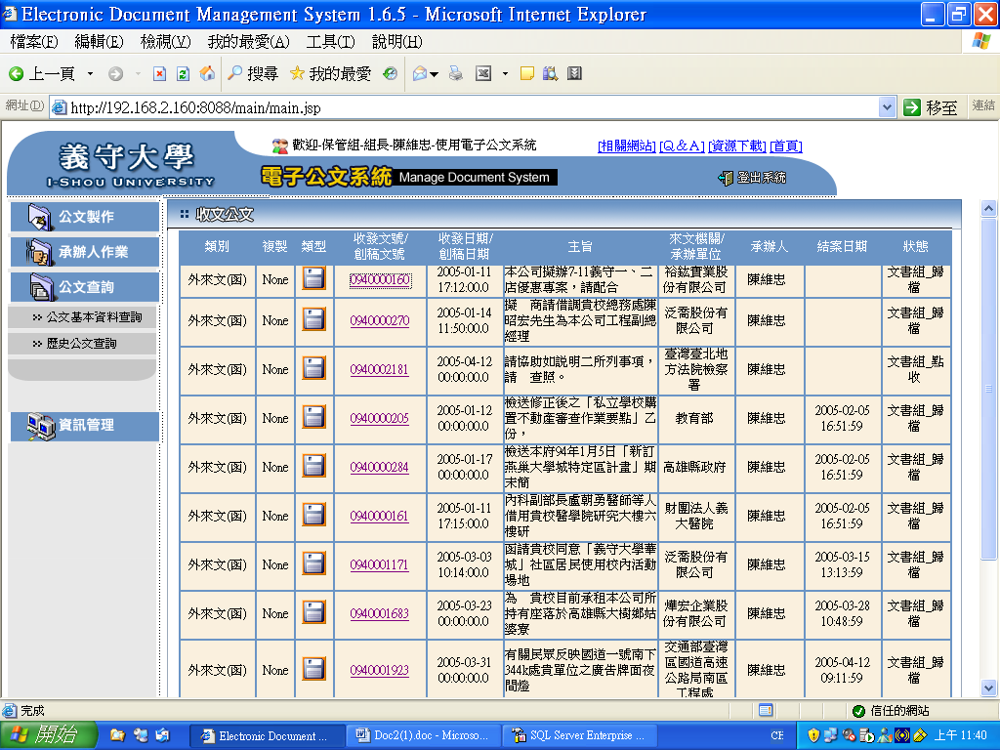 Electronic Document Management System 1.6.5 - Microsoft Internet Explorer
檔案(F) 編輯(E) 檢視(V) 我的最愛(A) 工具(T) 說明(H)
上一頁 搜尋 我的最愛
網址(D) http://192.168.2.160:8088/main/main.jsp 移至 連結
義守大學
I-SHOU UNIVERSITY
歡迎-保管組-組長-陳維忠-使用電子公文系統
[相關網站] [Q&A] [資源下載] [首頁]
電子公文系統 Manage Document System
登出系統
公文製作
承辦人作業
公文查詢
>> 公文基本資料查詢
>> 歷史公文查詢
資訊管理
收文公文
類別 複製 類型 收發文號/ 創稿文號 收發日期/ 創稿日期 主旨 來文機關/ 承辦單位 承辦人 結案日期 狀態
外來文(函) None 0940000160 2005-01-11 17:12:00.0 本公司擬辦7-11義守一、二店優惠專案，請配合 裕鈜實業股份有限公司 陳維忠 文書組_歸檔
外來文(函) None 0940000270 2005-01-14 11:50:00.0 擬 商請借調貴校總務處陳昭宏先生為本公司工程副總經理 泛喬股份有限公司 陳維忠 文書組_歸檔
外來文(函) None 0940002181 2005-04-12 00:00:00.0 請協助如說明二所列事項，請 查照。 臺灣臺北地方法院檢察署 陳維忠 文書組_點收
外來文(函) None 0940000205 2005-01-12 00:00:00.0 檢送修正後之「私立學校購置不動產審查作業要點」乙份， 教育部 陳維忠 2005-02-05 16:51:59 文書組_歸檔
外來文(函) None 0940000284 2005-01-17 00:00:00.0 檢送本府94年1月5日「新訂燕巢大學城特定區計畫」期末簡 高雄縣政府 陳維忠 2005-02-05 16:51:59 文書組_歸檔
外來文(函) None 0940000161 2005-01-11 17:15:00.0 內科副部長盧朝勇醫師等人借用貴校醫學院研究大樓六樓研 財團法人義大醫院 陳維忠 2005-02-05 16:51:59 文書組_歸檔
外來文(函) None 0940001171 2005-03-03 10:14:00.0 函請貴校同意「義守大學華城」社區居民使用校內活動場地 泛喬股份有限公司 陳維忠 2005-03-15 13:13:59 文書組_歸檔
外來文(函) None 0940001683 2005-03-23 00:00:00.0 為 貴校目前承租本公司所持有座落於高雄縣大樹鄉姑婆寮 燁宏企業股份有限公司 陳維忠 2005-03-28 10:48:59 文書組_歸檔
外來文(函) None 0940001923 2005-03-31 00:00:00.0 有關民眾反映國道一號南下344k處貴單位之廣告牌面夜間燈 交通部臺灣區國道高速公路局南區工程處 陳維忠 2005-04-12 09:11:59 文書組_歸檔
完成 信任的網站
開始 Electronic Document ... Doc2(1).doc - Microso... SQL Server Enterprise ... CH 上午 11:40